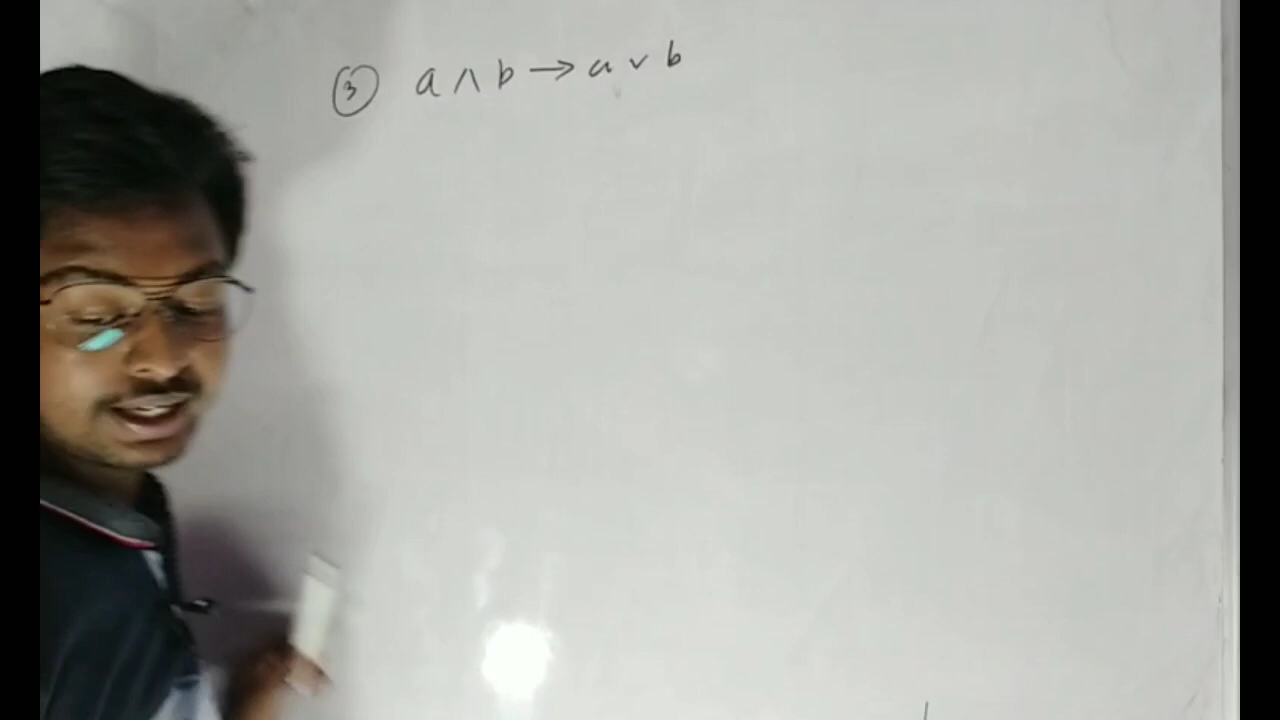 ③ a ∧ b → a ∨ b